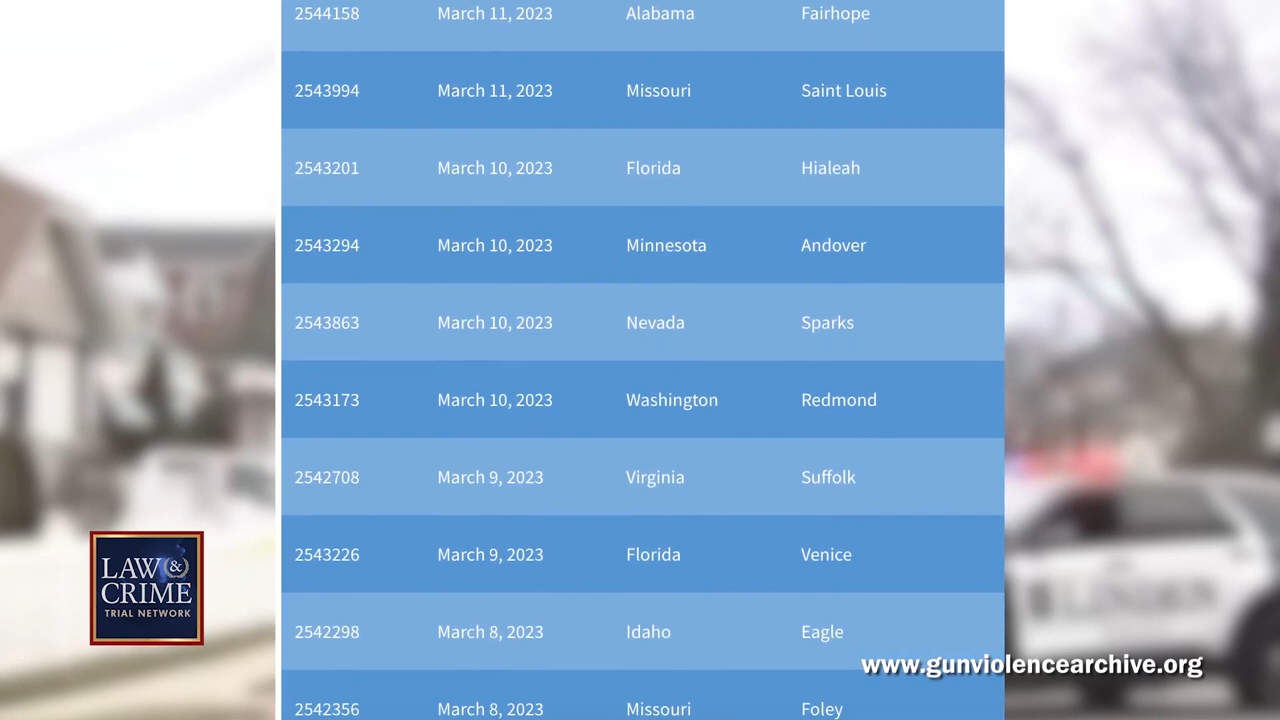 2544158 March 11, 2023 Alabama Fairhope
2543994 March 11, 2023 Missouri Saint Louis
2543201 March 10, 2023 Florida Hialeah
2543294 March 10, 2023 Minnesota Andover
2543863 March 10, 2023 Nevada Sparks
2543173 March 10, 2023 Washington Redmond
2542708 March 9, 2023 Virginia Suffolk
2543226 March 9, 2023 Florida Venice
2542298 March 8, 2023 Idaho Eagle
2542356 March 8, 2023 Missouri Foley
LAW &
CRIME
TRIAL NETWORK
www.gunviolencearchive.org
LINDEN